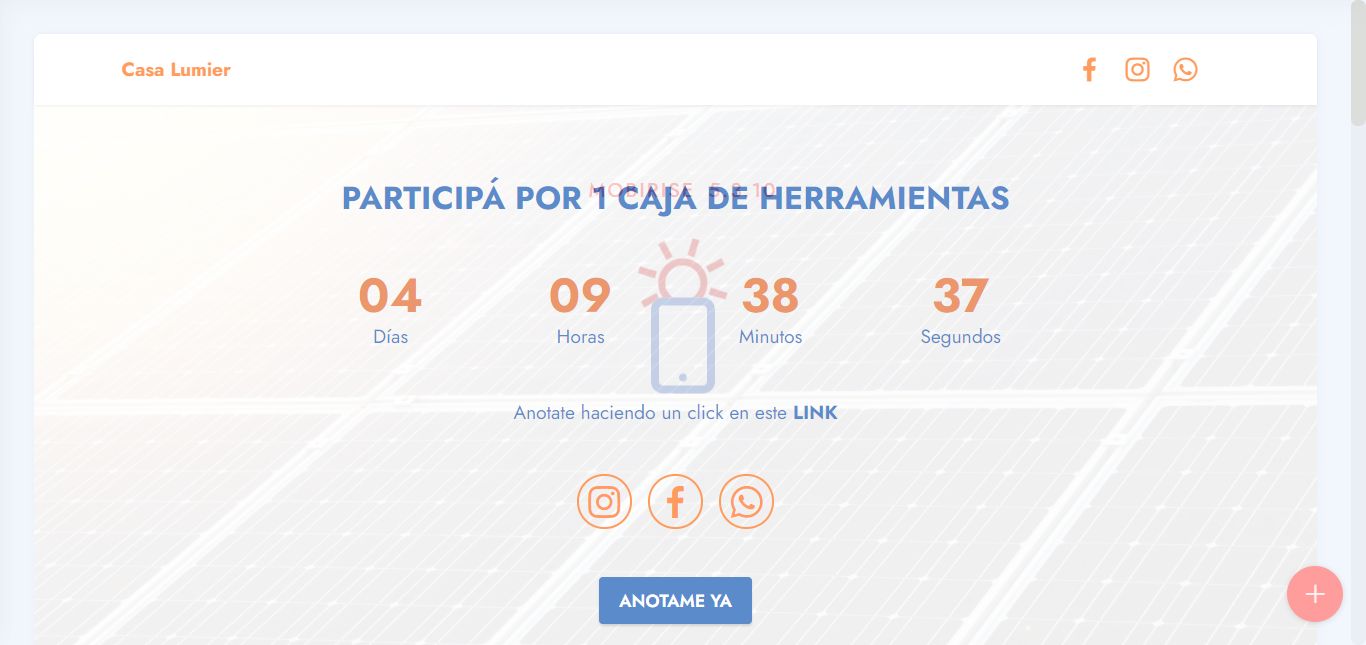 Casa Lumier
MOBIRISE 5.8.10
PARTICIPÁ POR 1 CAJA DE HERRAMIENTAS
04 09 38 37
Días Horas Minutos Segundos
Anotate haciendo un click en este LINK
ANOTAME YA